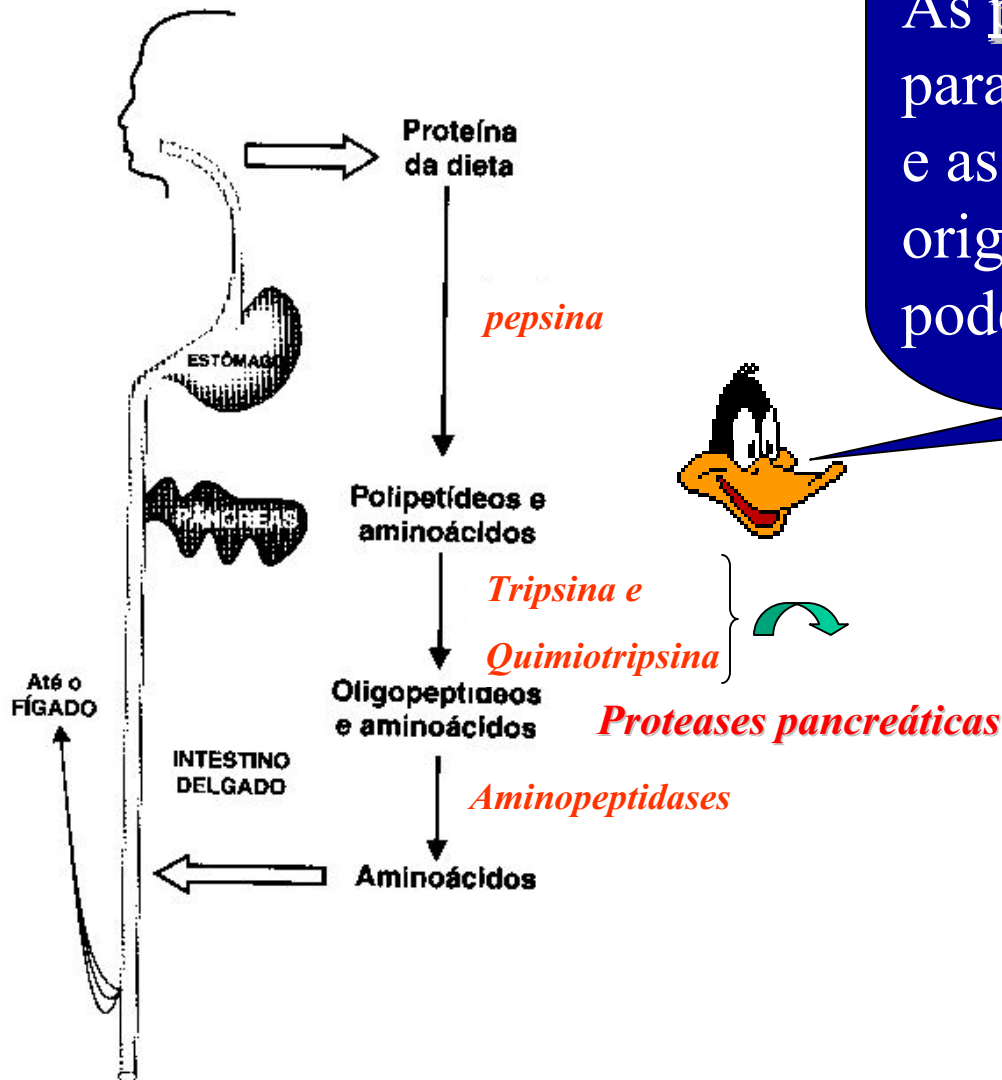 As
para
e as
orig
pode
Proteína
da dieta
pepsina
ESTÔMAGO
PÂNCREAS
Polipetídeos e
aminoácidos
Tripsina e
Quimiotripsina
Até o
FÍGADO
Oligopeptídeos
e aminoácidos
Proteases pancreáticas
INTESTINO
DELGADO
Aminopeptidases
Aminoácidos